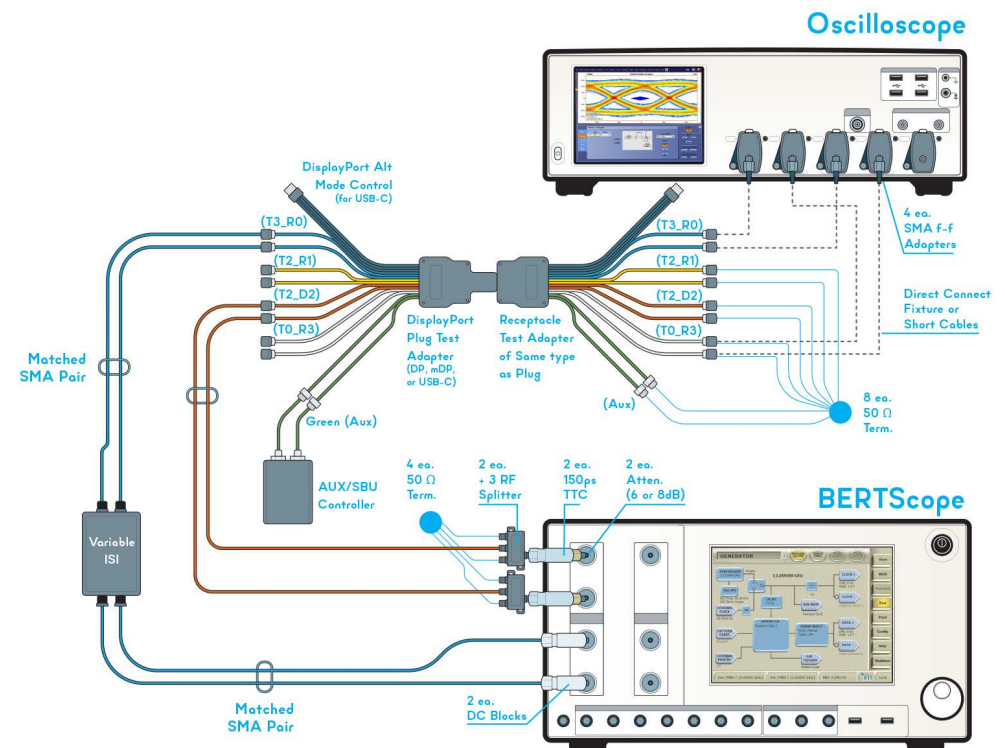 Oscilloscope
DisplayPort Alt
Mode Control
(for USB-C)
(T3_R0)
(T2_R1)
(T2_D2)
(T0_R3)
(T3_R0)
(T2_R1)
(T2_D2)
(T0_R3)
4 ea.
SMA f-f
Adapters
Direct Connect
Fixture or
Short Cables
DisplayPort
Plug Test
Adapter
(DP, mDP,
or USB-C)
Receptacle
Test Adapter
of Same type
as Plug
Matched
SMA Pair
Green (Aux)
(Aux)
8 ea.
50 Ω
Term.
AUX/SBU
Controller
4 ea.
50 Ω
Term.
2 ea.
+ 3 RF
Splitter
2 ea.
150ps
TTC
2 ea.
Atten.
(6 or 8dB)
BERTScope
Variable
ISI
GENERATOR
Matched
SMA Pair
2 ea.
DC Blocks